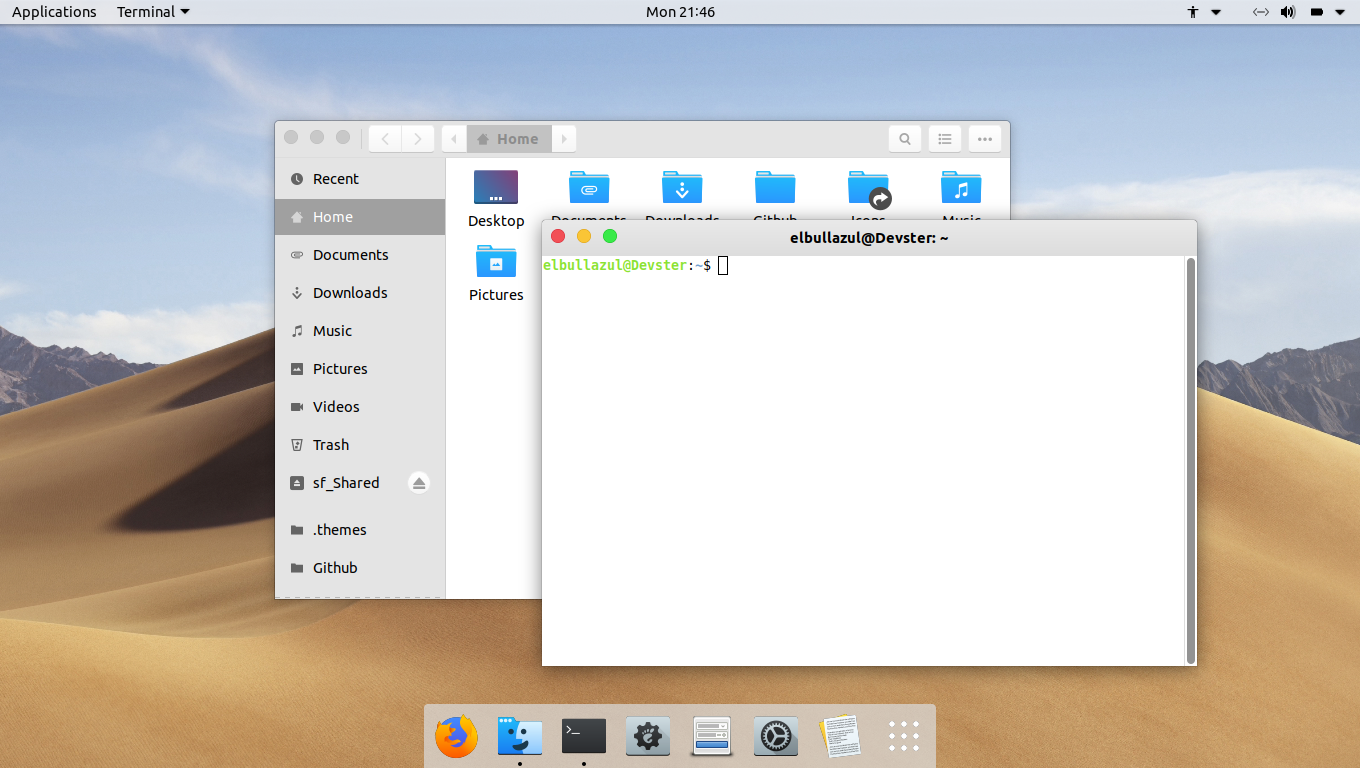 Applications Terminal Mon 21:46
Home
Recent
Home
Documents
Downloads
Music
Pictures
Videos
Trash
sf_Shared
.themes
Github
Desktop Documents Downloads Github Icons Music
Pictures
elbullazul@Devster: ~
elbullazul@Devster:~$
>_